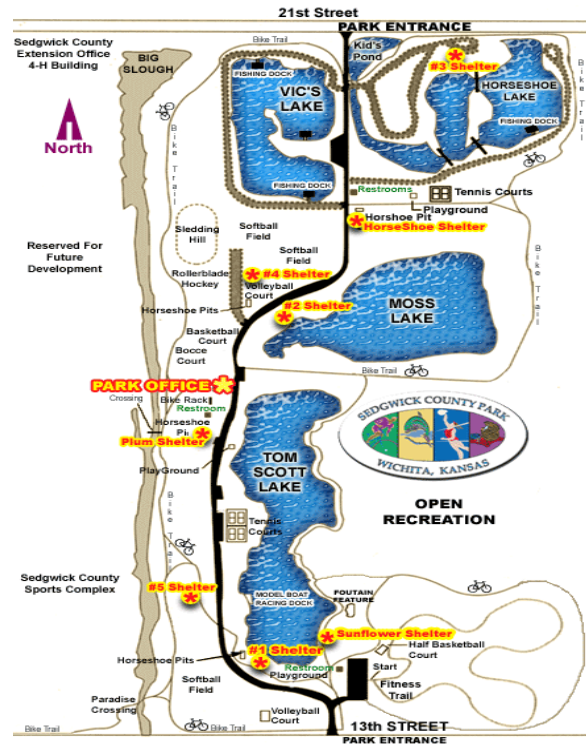 21st Street
PARK ENTRANCE
Sedgwick County
Extension Office
4-H Building
BIG
SLOUGH
Bike Trail
Kid's
Pond
#3 Shelter
FISHING DOCK
VIC'S
LAKE
HORSESHOE
LAKE
FISHING DOCK
Bike Trail
North
Bike Trail
FISHING DOCK
Restrooms
Tennis Courts
Playground
Horshoe Pit
HorseShoe Shelter
Sledding
Hill
Softball
Field
Softball
Field
Reserved For
Future
Development
Rollerblade
Hockey
#4 Shelter
Volleyball
Court
Horseshoe Pits
#2 Shelter
MOSS
LAKE
Basketball
Court
Bocce
Court
Bike Trail
PARK OFFICE
Crossing
Bike Rack
Restroom
Horseshoe
Pi
Plum Shelter
SEDGWICK COUNTY PARK
WICHITA, KANSAS
PlayGround
TOM
SCOTT
LAKE
OPEN
RECREATION
Tennis
Courts
Bike Trail
Sedgwick County
Sports Complex
#5 Shelter
MODEL BOAT
RACING DOCK
FOUTAIN
FEATURE
Sunflower Shelter
Half Basketball
Court
#1 Shelter
Horseshoe Pits
Restroom
Playground
Start
Fitness
Trail
Softball
Field
Paradise
Crossing
Volleyball
Court
Bike Trail
Bike Trail
13th STREET
PARK ENTRANCE